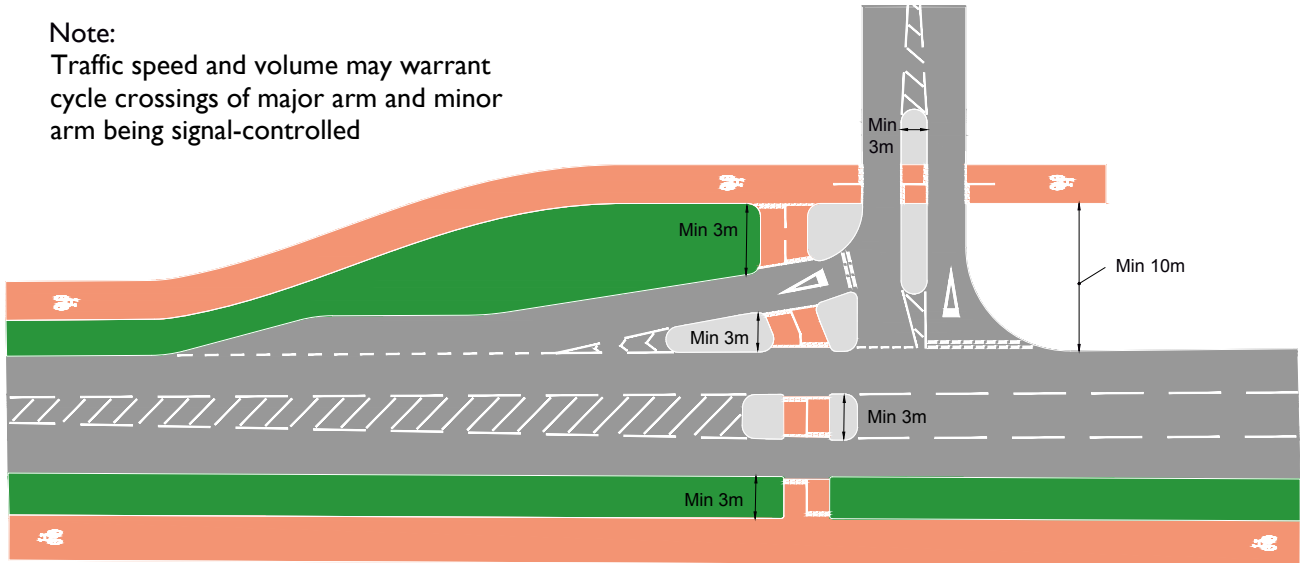 Note:
Traffic speed and volume may warrant
cycle crossings of major arm and minor
arm being signal-controlled
Min
3m
Min 3m
Min 10m
Min 3m
Min 3m
Min 3m